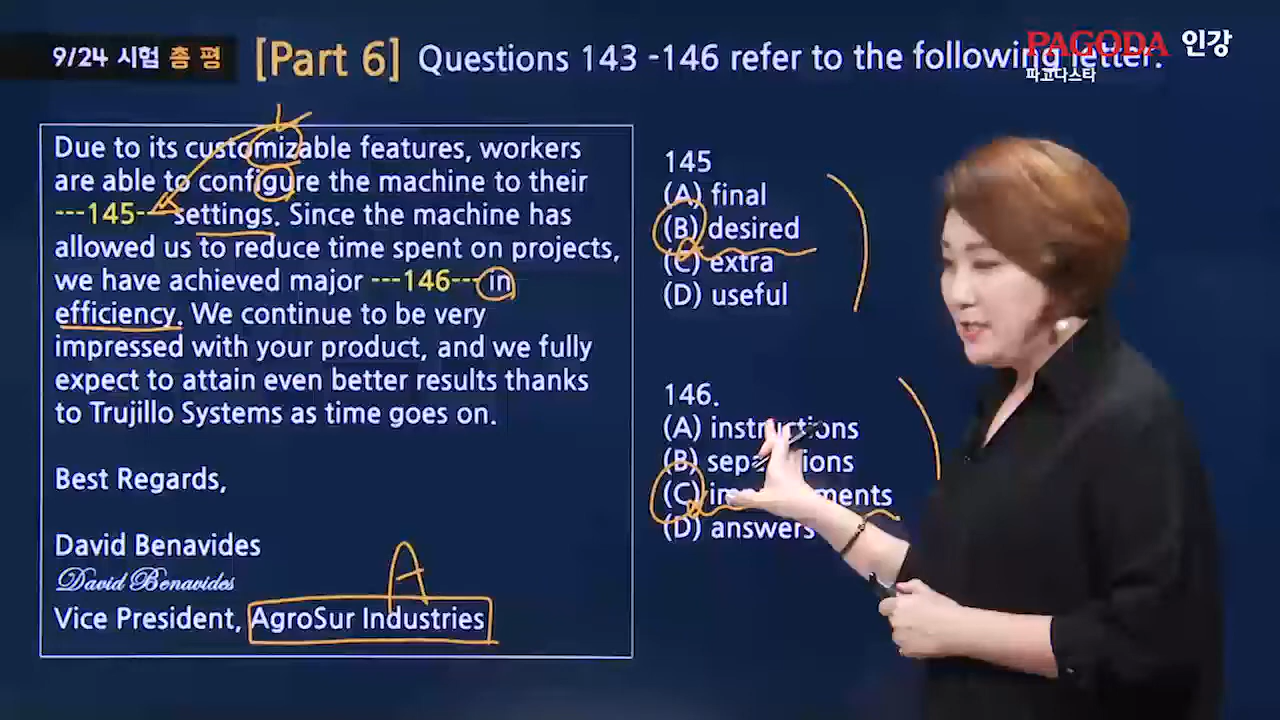 9/24 시험 총평 [Part 6] Questions 143 -146 refer to the following letter.
PAGODA 인강
파고다스타
Due to its customizable features, workers
are able to configure the machine to their
---145--- settings. Since the machine has
allowed us to reduce time spent on projects,
we have achieved major ---146--- in
efficiency. We continue to be very
impressed with your product, and we fully
expect to attain even better results thanks
to Trujillo Systems as time goes on.
Best Regards,
David Benavides
David Benavides
A
Vice President, AgroSur Industries
145
(A) final
(B) desired
(C) extra
(D) useful
146.
(A) instructions
(B) separations
(C) improvements
(D) answers